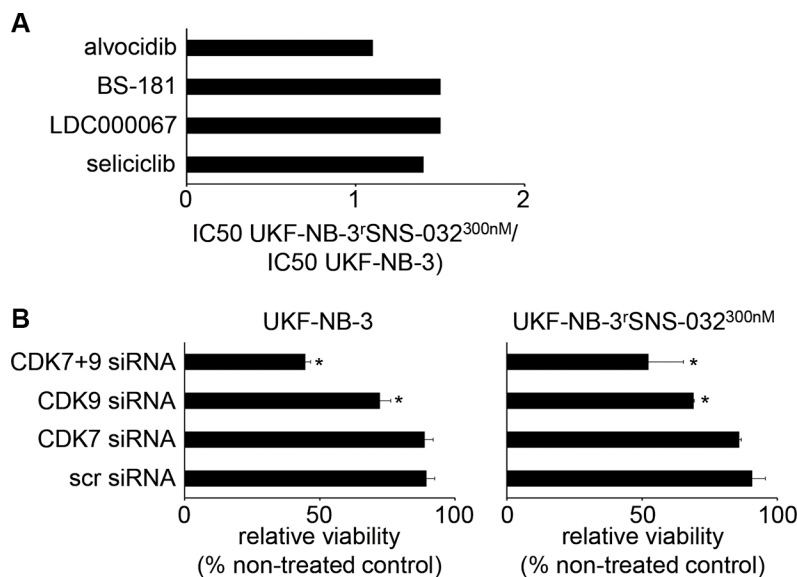 A
alvocidib
BS-181
LDC000067
seliciclib
0 1 2
IC50 UKF-NB-3ʳSNS-032³⁰⁰ⁿᴹ/
IC50 UKF-NB-3)
B
UKF-NB-3
UKF-NB-3ʳSNS-032³⁰⁰ⁿᴹ
CDK7+9 siRNA * *
CDK9 siRNA * *
CDK7 siRNA
scr siRNA
0 50 100
0 50 100
relative viability
(% non-treated control)
relative viability
(% non-treated control)